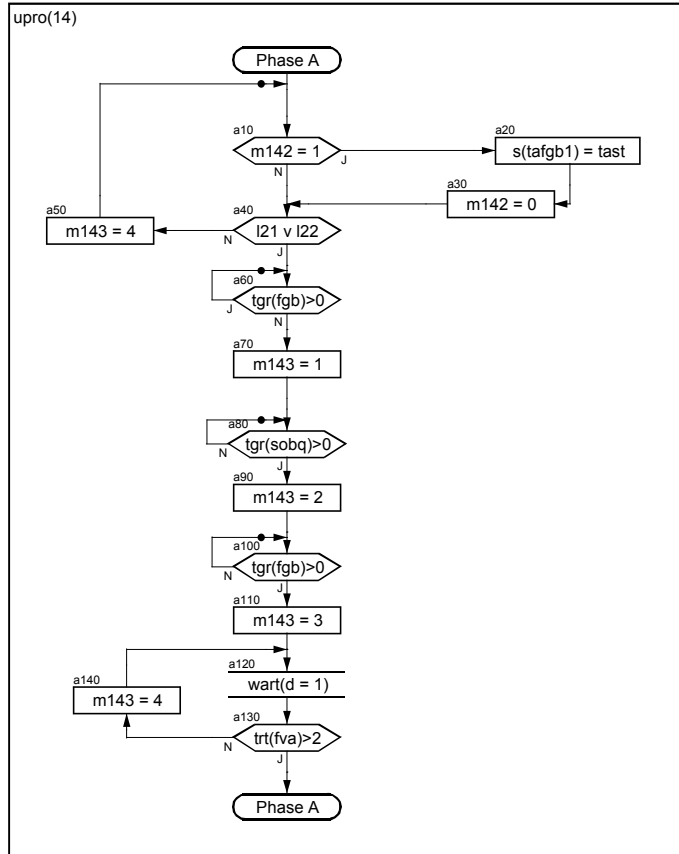 upro(14)
Phase A
a10
m142 = 1
J
N
a20
s(tafgb1) = tast
a30
m142 = 0
a50
m143 = 4
a40
l21 v l22
N
J
a60
tgr(fgb)>0
J
N
a70
m143 = 1
a80
tgr(sobq)>0
N
J
a90
m143 = 2
a100
tgr(fgb)>0
N
J
a110
m143 = 3
a120
wart(d = 1)
a140
m143 = 4
a130
trt(fva)>2
N
J
Phase A